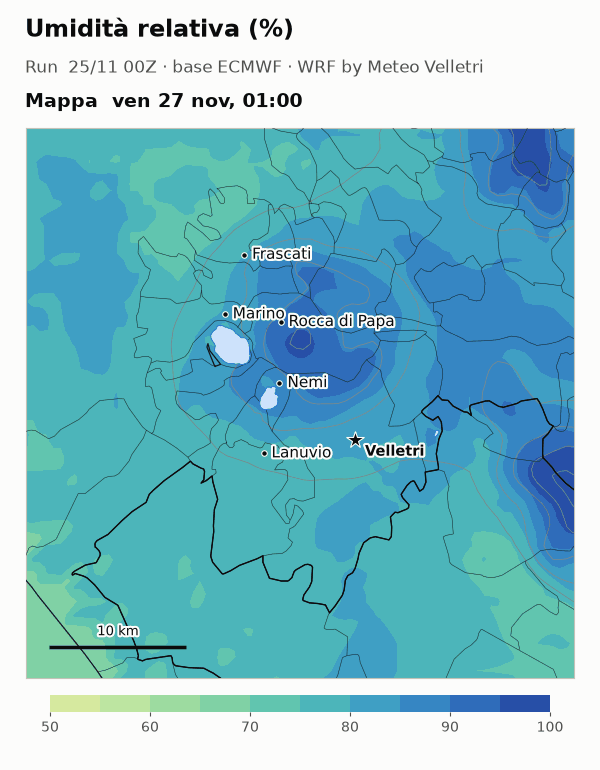 Umidità relativa (%)
Run  25/11 00Z · base ECMWF · WRF by Meteo Velletri
Mappa  ven 27 nov, 01:00
Frascati
Marino
Rocca di Papa
Nemi
Velletri
Lanuvio
10 km
50 60 70 80 90 100